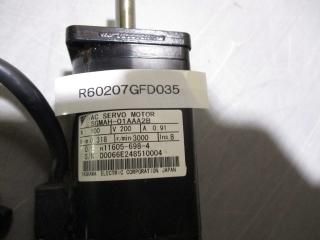 R60207GFD035
AC SERVO MOTOR
SGMAH-01AAA2B
W 100 V 200 A 0.91
N·m 0.318 r/min 3000 Ins. B
O/N n11605-698-4
S/N D0066E248510004
YASKAWA ELECTRIC CORPORATION JAPAN